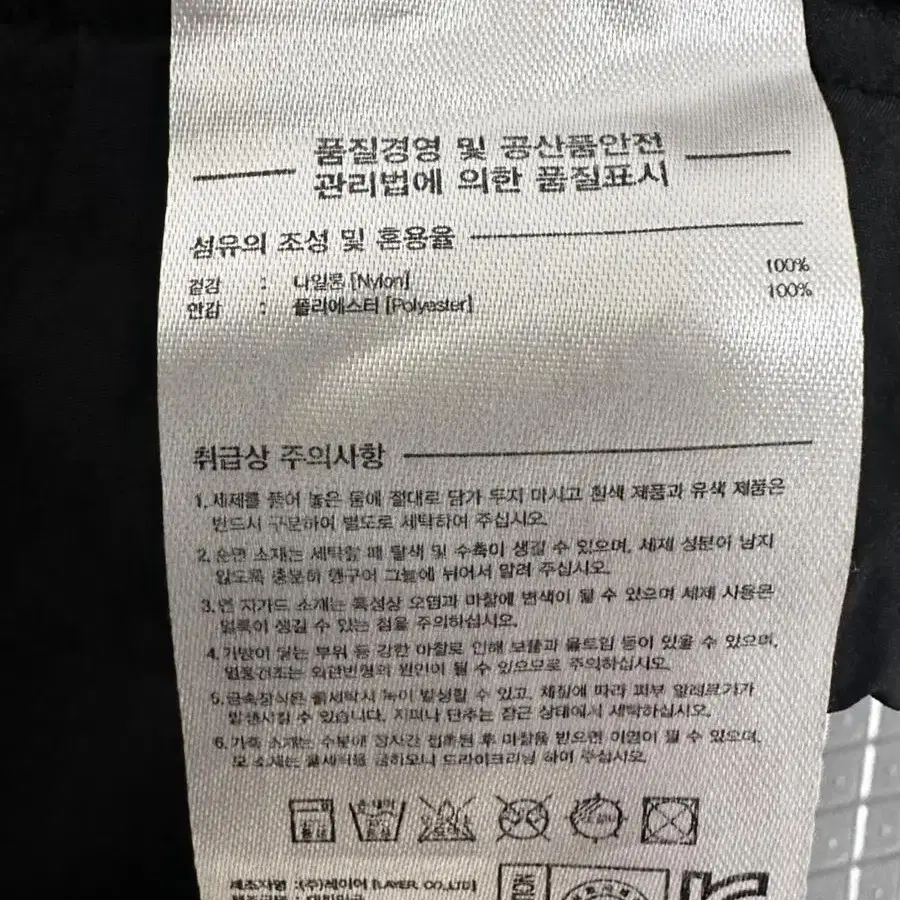 품질경영 및 공산품안전
관리법에 의한 품질표시
섬유의 조성 및 혼용율
겉감 : 나일론 [Nylon] 100%
안감 : 폴리에스터 [Polyester] 100%
취급상 주의사항
1. 세제를 풀어 놓은 물에 절대로 담가 두지 마시고 흰색 제품과 유색 제품은
반드시 구분하여 별도로 세탁하여 주십시오.
2. 순면 소재는 세탁할 때 탈색 및 수축이 생길 수 있으며, 세제 성분이 남지
않도록 충분히 헹구어 그늘에 뉘어서 말려 주십시오.
3. 면 자가드 소재는 특성상 오염과 마찰에 변색이 될 수 있으며 세제 사용은
얼룩이 생길 수 있는 점을 주의하십시오.
4. 가방이 닿는 부위 등 강한 마찰로 인해 보풀과 올트임 등이 있을 수 있으며,
열풍건조는 외관변형의 원인이 될 수 있으므로 주의하십시오.
5. 금속장식은 물세탁시 녹이 발생할 수 있고, 체질에 따라 피부 알레르기가
발생시킬 수 있습니다. 지퍼나 단추는 잠근 상태에서 세탁하십시오.
6. 가죽 소재는 수분에 장시간 접촉된 후 마찰을 받으면 이염이 될 수 있으며,
모 소재는 물세탁을 금하오니 드라이크리닝 하여 주십시오.
제조자명 :(주)레이어 [LAYER CO.,LTD]